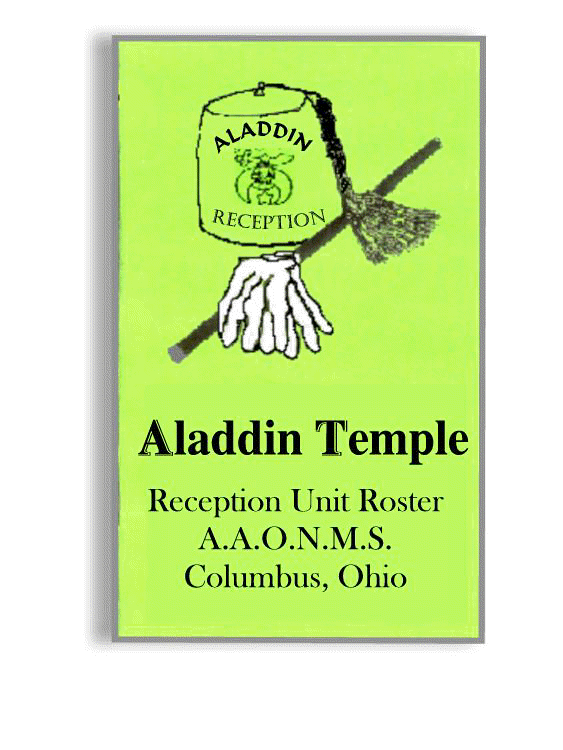 ALADDIN
RECEPTION
Aladdin Temple
Reception Unit Roster
A.A.O.N.M.S.
Columbus, Ohio